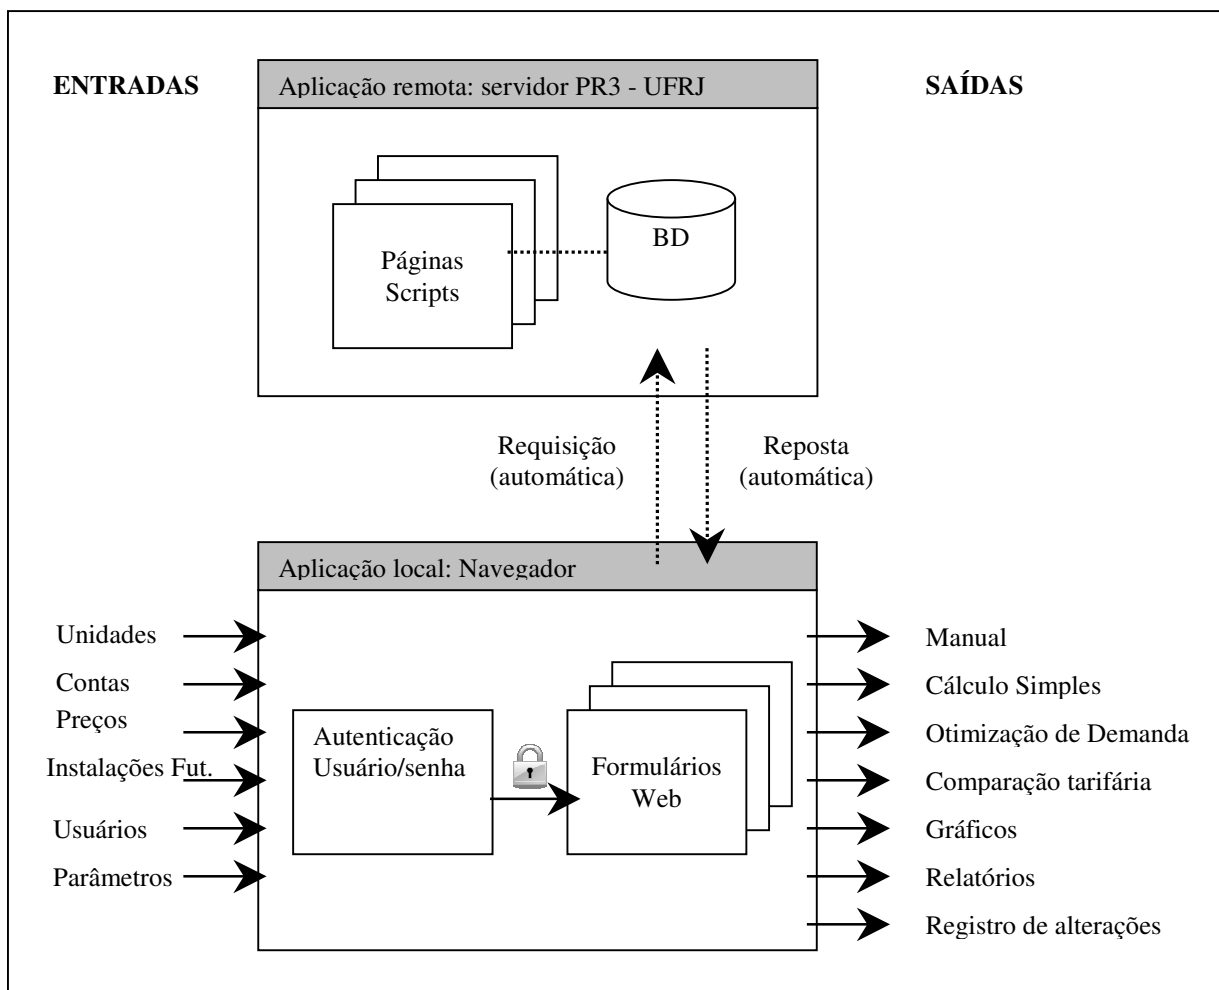 ENTRADAS
Aplicação remota: servidor PR3 - UFRJ
SAÍDAS
Páginas
Scripts
BD
Requisição
(automática)
Reposta
(automática)
Aplicação local: Navegador
Unidades
Contas
Preços
Instalações Fut.
Usuários
Parâmetros
Autenticação
Usuário/senha
Formulários
Web
Manual
Cálculo Simples
Otimização de Demanda
Comparação tarifária
Gráficos
Relatórios
Registro de alterações